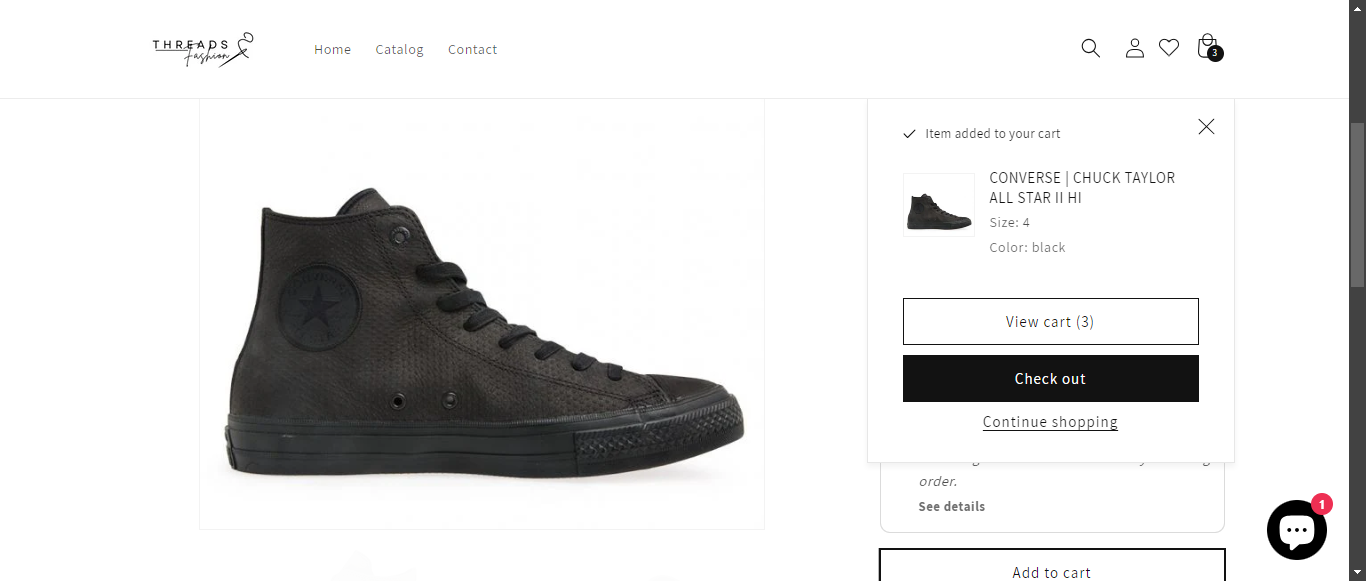 THREADS
Fashion
Home
Catalog
Contact
3
Item added to your cart
CONVERSE | CHUCK TAYLOR
ALL STAR II HI
Size: 4
Color: black
View cart (3)
Check out
Continue shopping
order.
See details
1
Add to cart